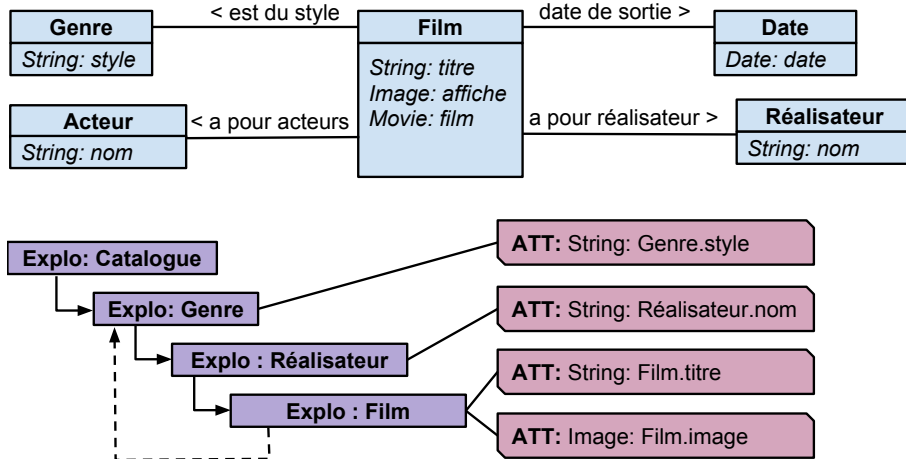 < est du style
date de sortie >
Genre
String: style
Film
String: titre
Image: affiche
Movie: film
Date
Date: date
Acteur
String: nom
< a pour acteurs
a pour réalisateur >
Réalisateur
String: nom
Explo: Catalogue
Explo: Genre
Explo : Réalisateur
Explo : Film
ATT: String: Genre.style
ATT: String: Réalisateur.nom
ATT: String: Film.titre
ATT: Image: Film.image